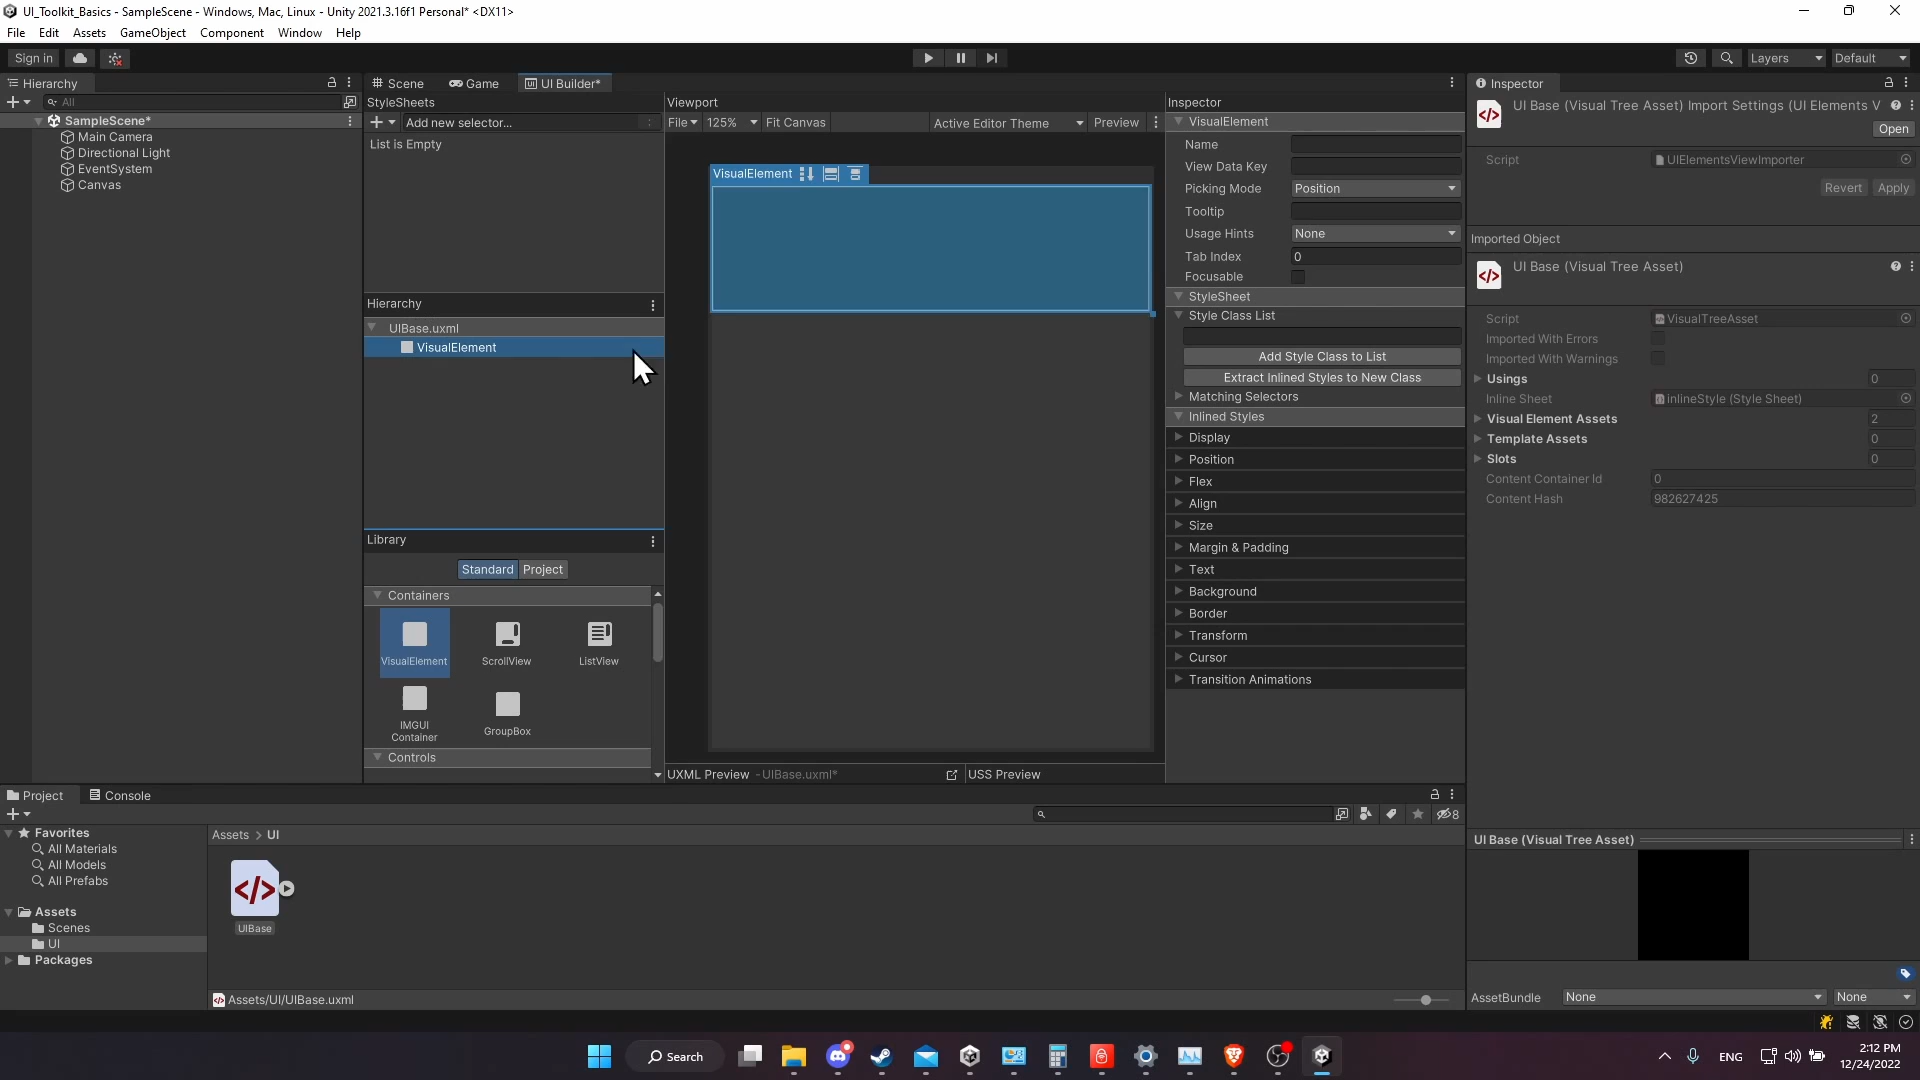 UI_Toolkit_Basics - SampleScene - Windows, Mac, Linux - Unity 2021.3.16f1 Personal* <DX11>
File Edit Assets GameObject Component Window Help
Sign in
Layers Default
Hierarchy
All
SampleScene*
Main Camera
Directional Light
EventSystem
Canvas
Scene Game UI Builder*
StyleSheets
Add new selector...
List is Empty
Hierarchy
UIBase.uxml
VisualElement
Library
Standard Project
Containers
VisualElement ScrollView ListView
IMGUI
Container
GroupBox
Controls
Viewport
File 125% Fit Canvas Active Editor Theme Preview
VisualElement
UXML Preview - UIBase.uxml* USS Preview
Inspector
VisualElement
Name
View Data Key
Picking Mode Position
Tooltip
Usage Hints None
Tab Index 0
Focusable
StyleSheet
Style Class List
Add Style Class to List
Extract Inlined Styles to New Class
Matching Selectors
Inlined Styles
Display
Position
Flex
Align
Size
Margin & Padding
Text
Background
Border
Transform
Cursor
Transition Animations
Inspector
UI Base (Visual Tree Asset) Import Settings (UI Elements V
Open
Script UIElementsViewImporter
Revert Apply
Imported Object
UI Base (Visual Tree Asset)
Script VisualTreeAsset
Imported With Errors
Imported With Warnings
Usings 0
Inline Sheet inlineStyle (Style Sheet)
Visual Element Assets 2
Template Assets 0
Slots 0
Content Container Id 0
Content Hash 982627425
UI Base (Visual Tree Asset)
AssetBundle None None
Project Console
8
Favorites
All Materials
All Models
All Prefabs
Assets
Scenes
UI
Packages
Assets > UI
</>
UIBase
Assets/UI/UIBase.uxml
Search
ENG
2:12 PM
12/24/2022